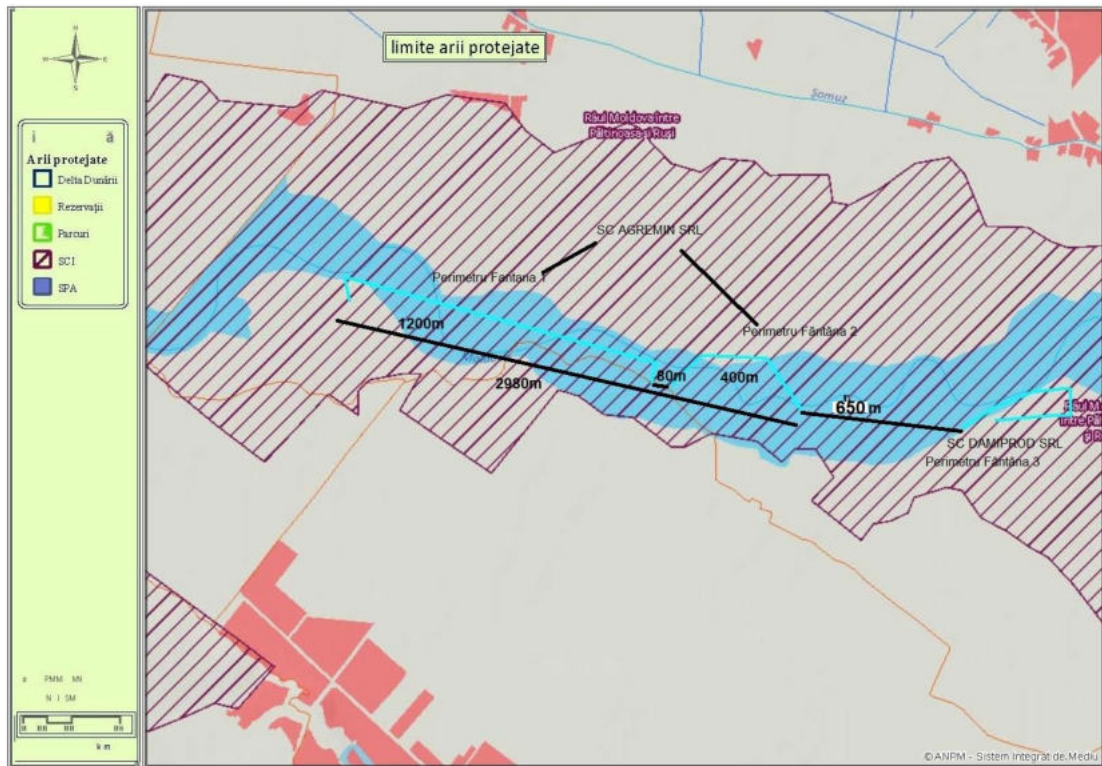 limite arii protejate
N
W
E
S
i ă
Arii protejate
Delta Dunării
Rezervații
Parcuri
SCI
SPA
km
Șomuz
Râul Moldova între
Păltinoasa și Ruși
SC AGREMIN SRL
Perimetru Fantana 1
Perimetru Fântâna 2
1200m
2980m
80m
400m
650 m
SC DAMIPROD SRL
Perimetru Fântâna 3
© ANPM - Sistem Integrat de Mediu